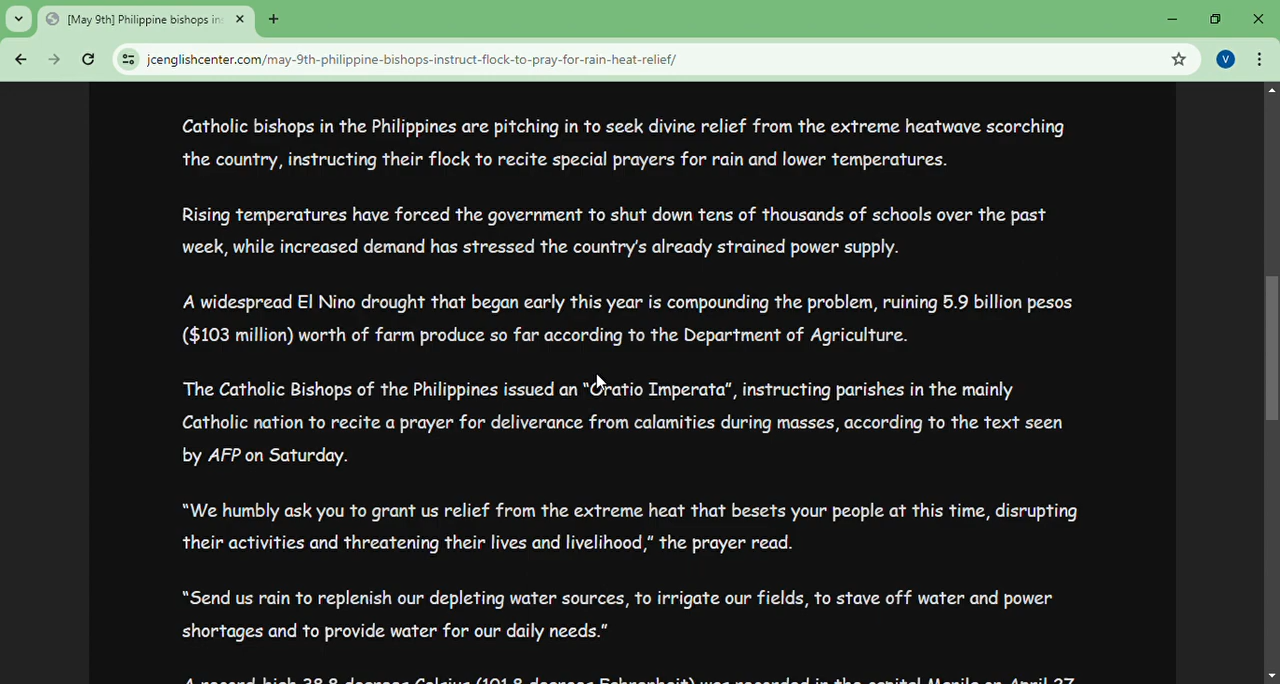 [May 9th] Philippine bishops in
jcenglishcenter.com/may-9th-philippine-bishops-instruct-flock-to-pray-for-rain-heat-relief/
V
Catholic bishops in the Philippines are pitching in to seek divine relief from the extreme heatwave scorching
the country, instructing their flock to recite special prayers for rain and lower temperatures.
Rising temperatures have forced the government to shut down tens of thousands of schools over the past
week, while increased demand has stressed the country's already strained power supply.
A widespread El Nino drought that began early this year is compounding the problem, ruining 5.9 billion pesos
($103 million) worth of farm produce so far according to the Department of Agriculture.
The Catholic Bishops of the Philippines issued an “Oratio Imperata”, instructing parishes in the mainly
Catholic nation to recite a prayer for deliverance from calamities during masses, according to the text seen
by AFP on Saturday.
“We humbly ask you to grant us relief from the extreme heat that besets your people at this time, disrupting
their activities and threatening their lives and livelihood,” the prayer read.
“Send us rain to replenish our depleting water sources, to irrigate our fields, to stave off water and power
shortages and to provide water for our daily needs.”
A record-high 38.8 degrees Celsius (101.8 degrees Fahrenheit) was recorded in the capital Manila on April 27